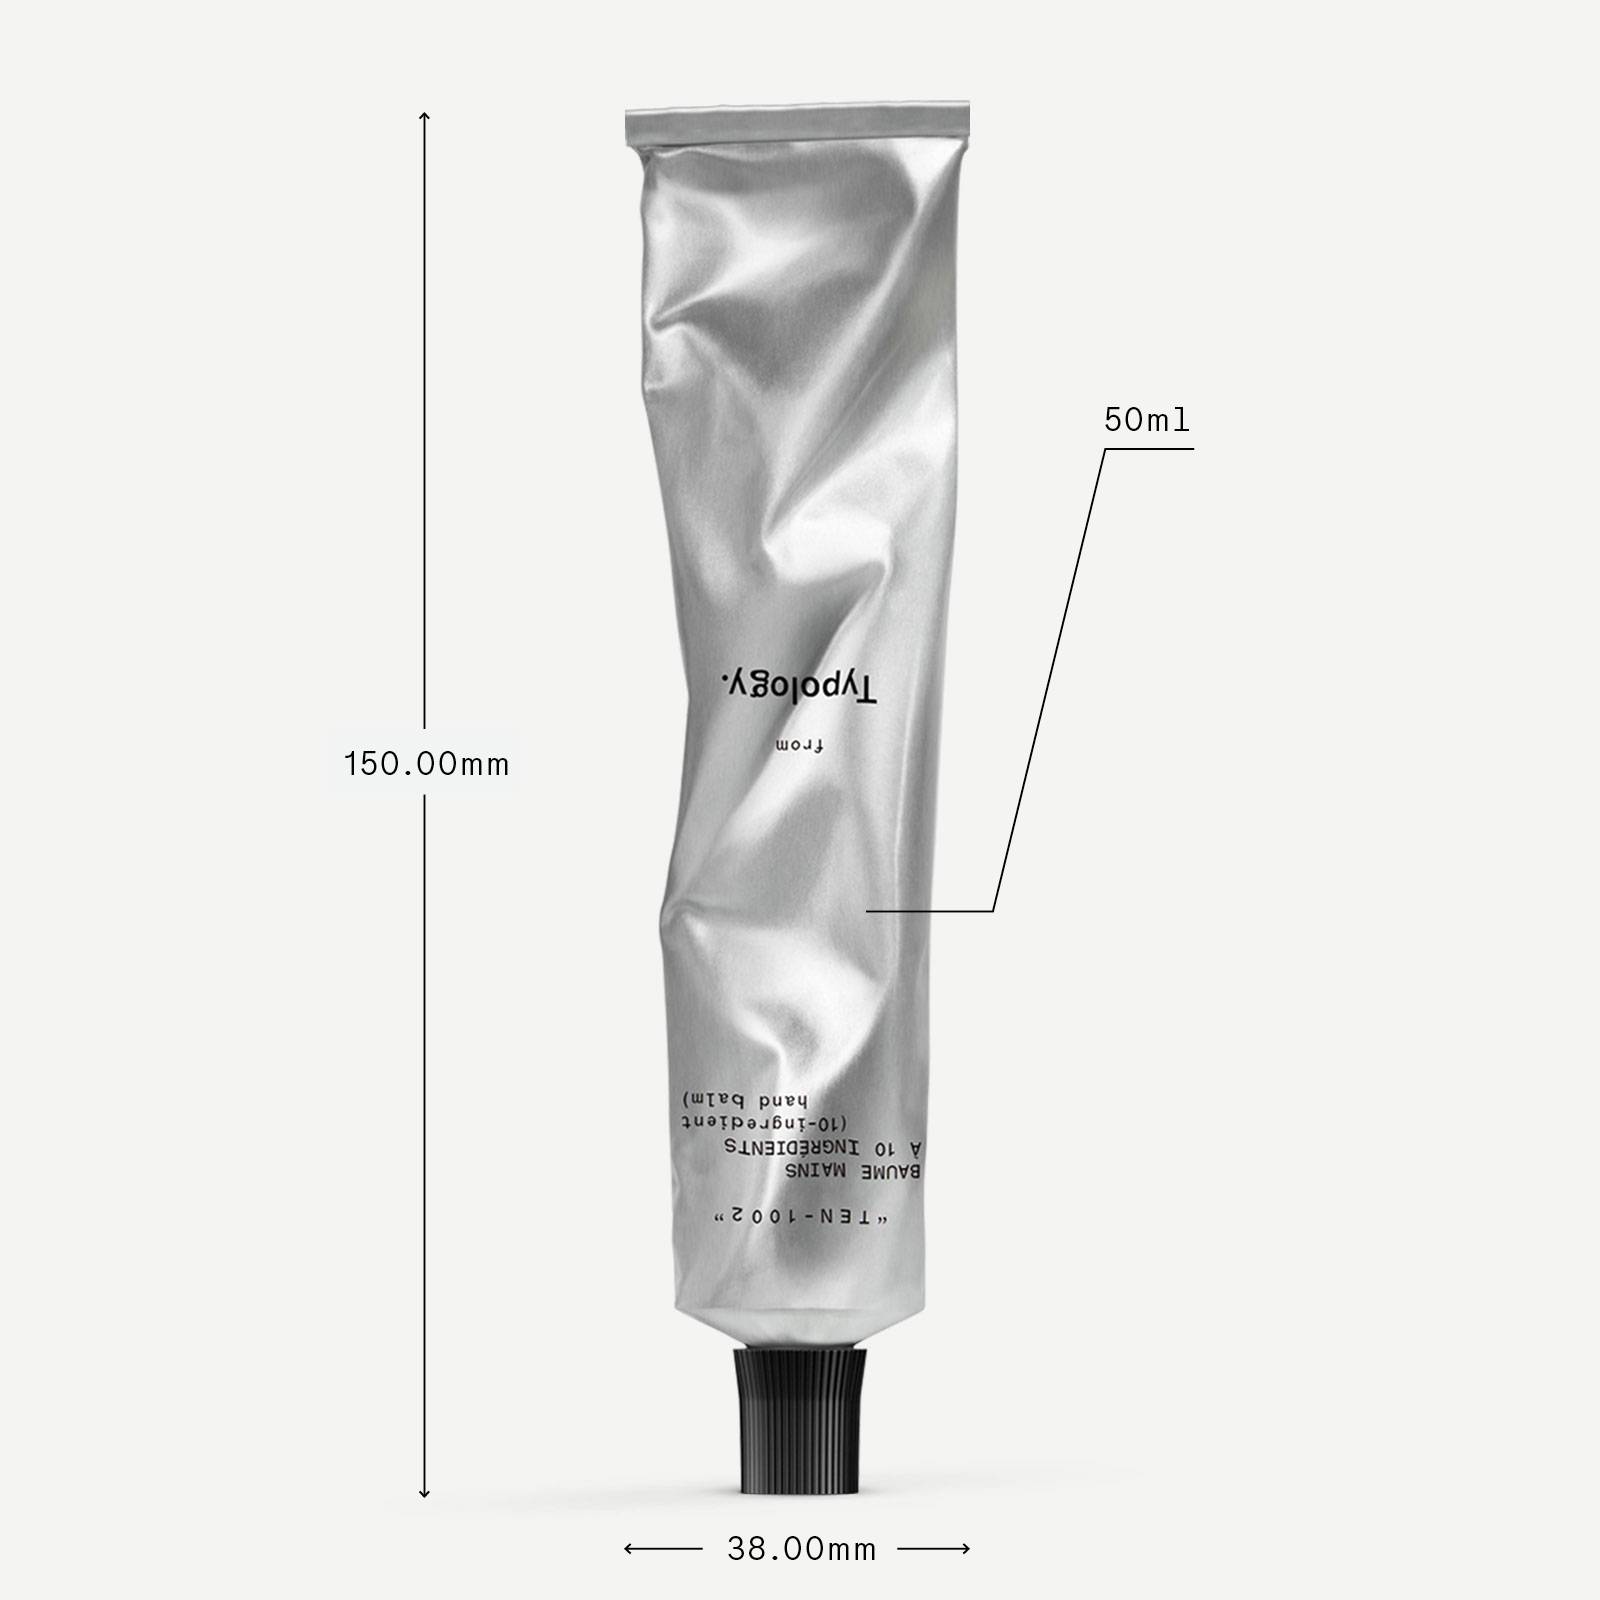 50ml
150.00mm
"TEN-1002"
BAUME MAINS
À 10 INGRÉDIENTS
(10-ingredient
hand balm)
from
Typology.
38.00mm